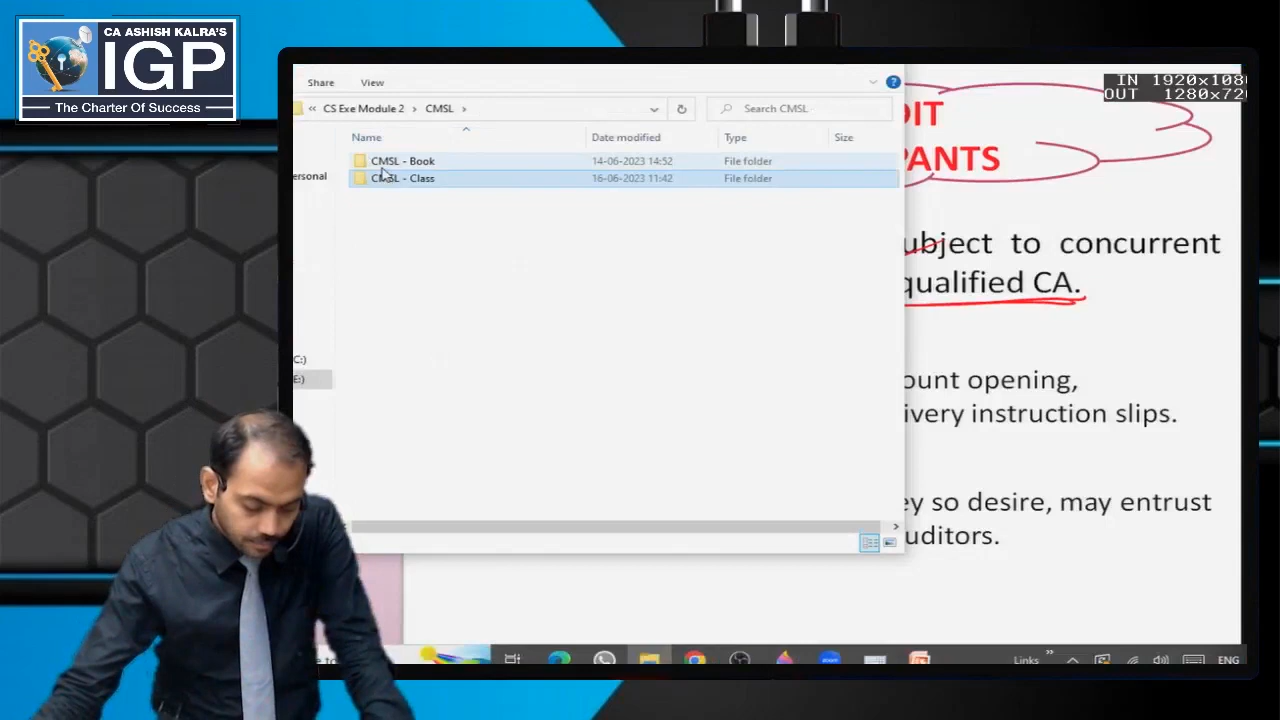 CA ASHISH KALRA'S
IGP
The Charter Of Success
IN 1920x108
OUT 1280x72
Share View
CS Exe Module 2 > CMSL >
Search CMSL
Name Date modified Type Size
CMSL - Book 14-06-2023 14:52 File folder
CMSL - Class 16-06-2023 11:42 File folder
ersonal
C:)
E:)
DIT
PANTS
ubject to concurrent
qualified CA.
ount opening,
ivery instruction slips.
ey so desire, may entrust
uditors.
Links
ENG